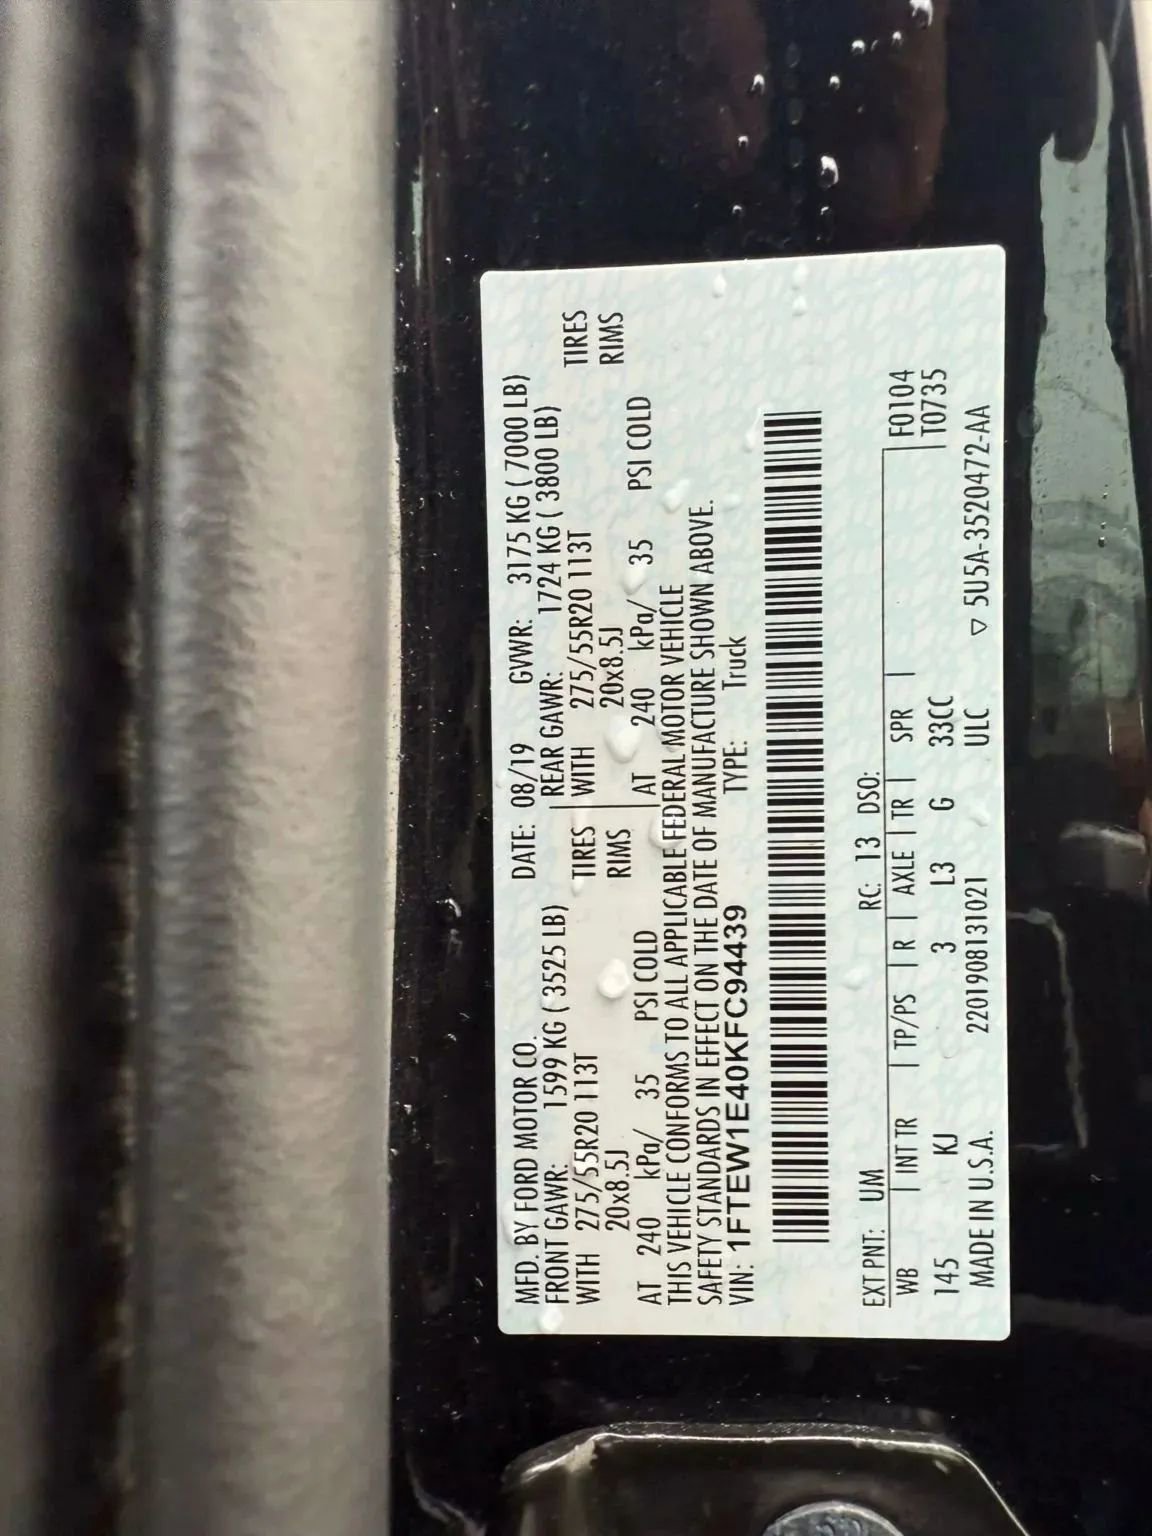 MFD. BY FORD MOTOR CO. DATE: 08/19 GVWR: 3175 KG ( 7000 LB)
FRONT GAWR: 1599 KG ( 3525 LB) REAR GAWR: 1724 KG ( 3800 LB)
WITH 275/55R20 113T TIRES WITH 275/55R20 113T TIRES
20x8.5J RIMS 20x8.5J RIMS
AT 240 kPa/ 35 PSI COLD AT 240 kPa/ 35 PSI COLD
THIS VEHICLE CONFORMS TO ALL APPLICABLE FEDERAL MOTOR VEHICLE
SAFETY STANDARDS IN EFFECT ON THE DATE OF MANUFACTURE SHOWN ABOVE.
VIN: 1FTEW1E40KFC94439 TYPE: Truck
EXT PNT: UM RC: 13 DSO:
WB | INT TR | TP/PS | R | AXLE | TR | SPR | F0104
145 KJ 3 L3 G 33CC | T0735
MADE IN U.S.A. 220190813​1021 ULC ▽ 5U5A-3520472-AA